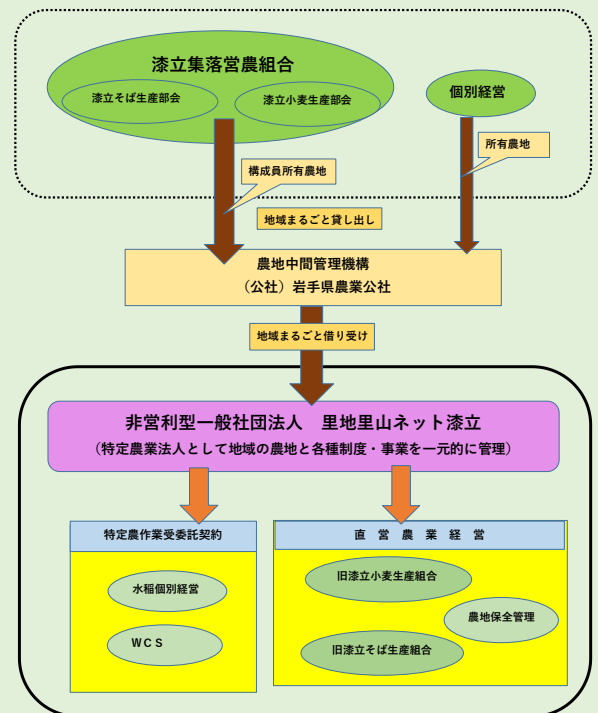 漆立集落営農組合
漆立そば生産部会
漆立小麦生産部会
個別経営
所有農地
構成員所有農地
地域まるごと貸し出し
農地中間管理機構
（公社）岩手県農業公社
地域まるごと借り受け
非営利型一般社団法人　里地里山ネット漆立
（特定農業法人として地域の農地と各種制度・事業を一元的に管理）
特定農作業受委託契約
水稲個別経営
ＷＣＳ
直　営　農　業　経　営
旧漆立小麦生産組合
農地保全管理
旧漆立そば生産組合